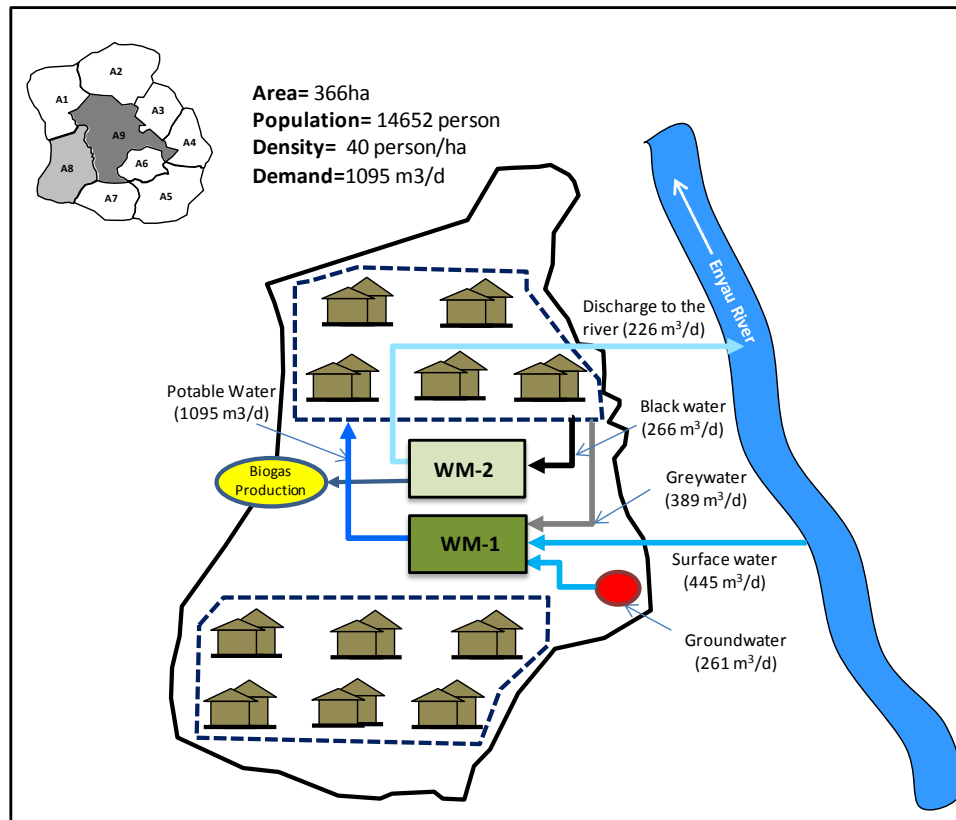 A2
A1
A3
A9
A4
A8
A6
A7
A5
Area= 366ha
Population= 14652 person
Density=  40 person/ha
Demand=1095 m3/d
Enyau River
Discharge to the
river (226 m³/d)
Potable Water
(1095 m3/d)
Black water
(266 m³/d)
WM-2
Biogas
Production
Greywater
(389 m³/d)
WM-1
Surface water
(445 m³/d)
Groundwater
(261 m³/d)